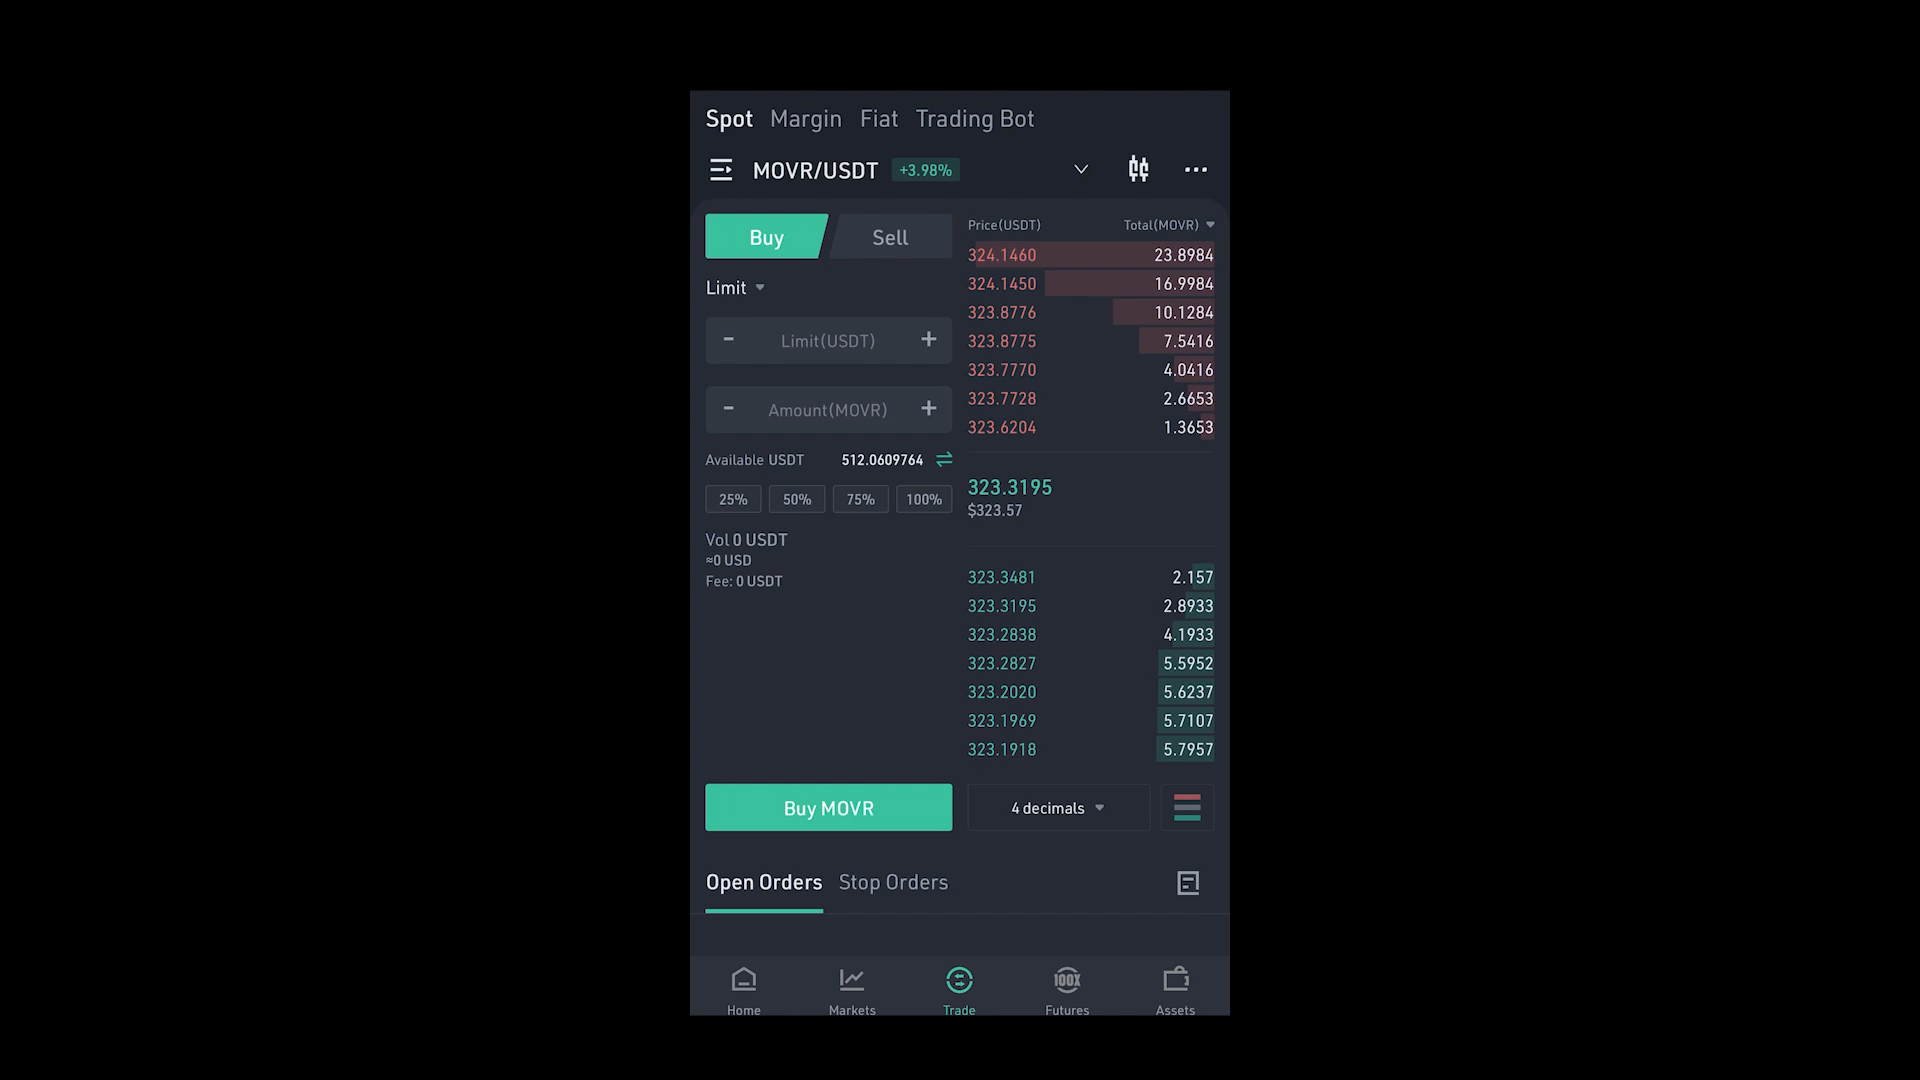 Spot Margin Fiat Trading Bot
MOVR/USDT +3.98%
Buy Sell
Limit
- Limit(USDT) +
- Amount(MOVR) +
Available USDT 512.0609764
25% 50% 75% 100%
Vol 0 USDT
≈0 USD
Fee: 0 USDT
Buy MOVR
Price(USDT) Total(MOVR)
324.1460 23.8984
324.1450 16.9984
323.8776 10.1284
323.8775 7.5416
323.7770 4.0416
323.7728 2.6653
323.6204 1.3653
323.3195
$323.57
323.3481 2.157
323.3195 2.8933
323.2838 4.1933
323.2827 5.5952
323.2020 5.6237
323.1969 5.7107
323.1918 5.7957
4 decimals
Open Orders Stop Orders
100X
Home Markets Trade Futures Assets